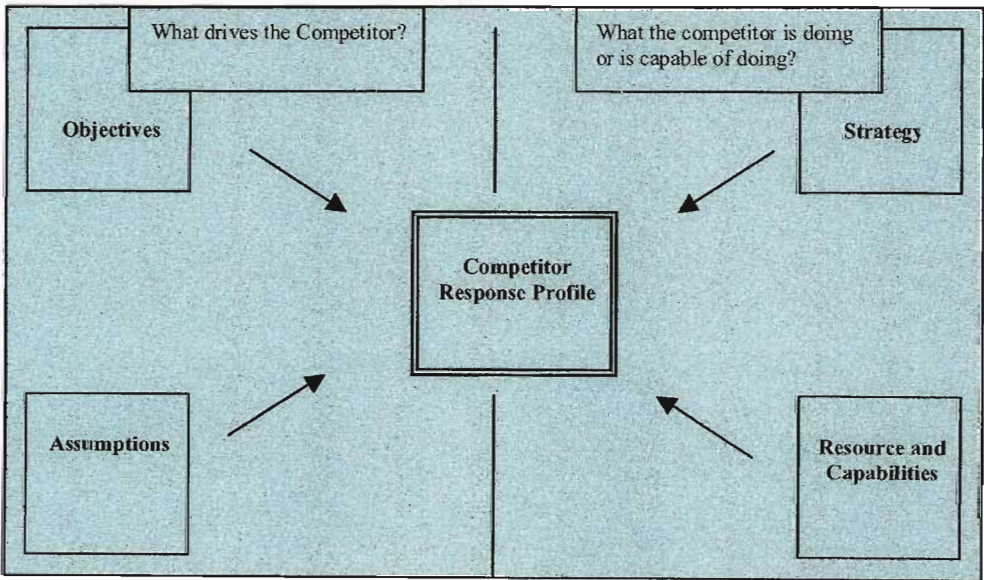 What drives the Competitor?
What the competitor is doing
or is capable of doing?
Objectives
Strategy
Competitor
Response Profile
Assumptions
Resource and
Capabilities